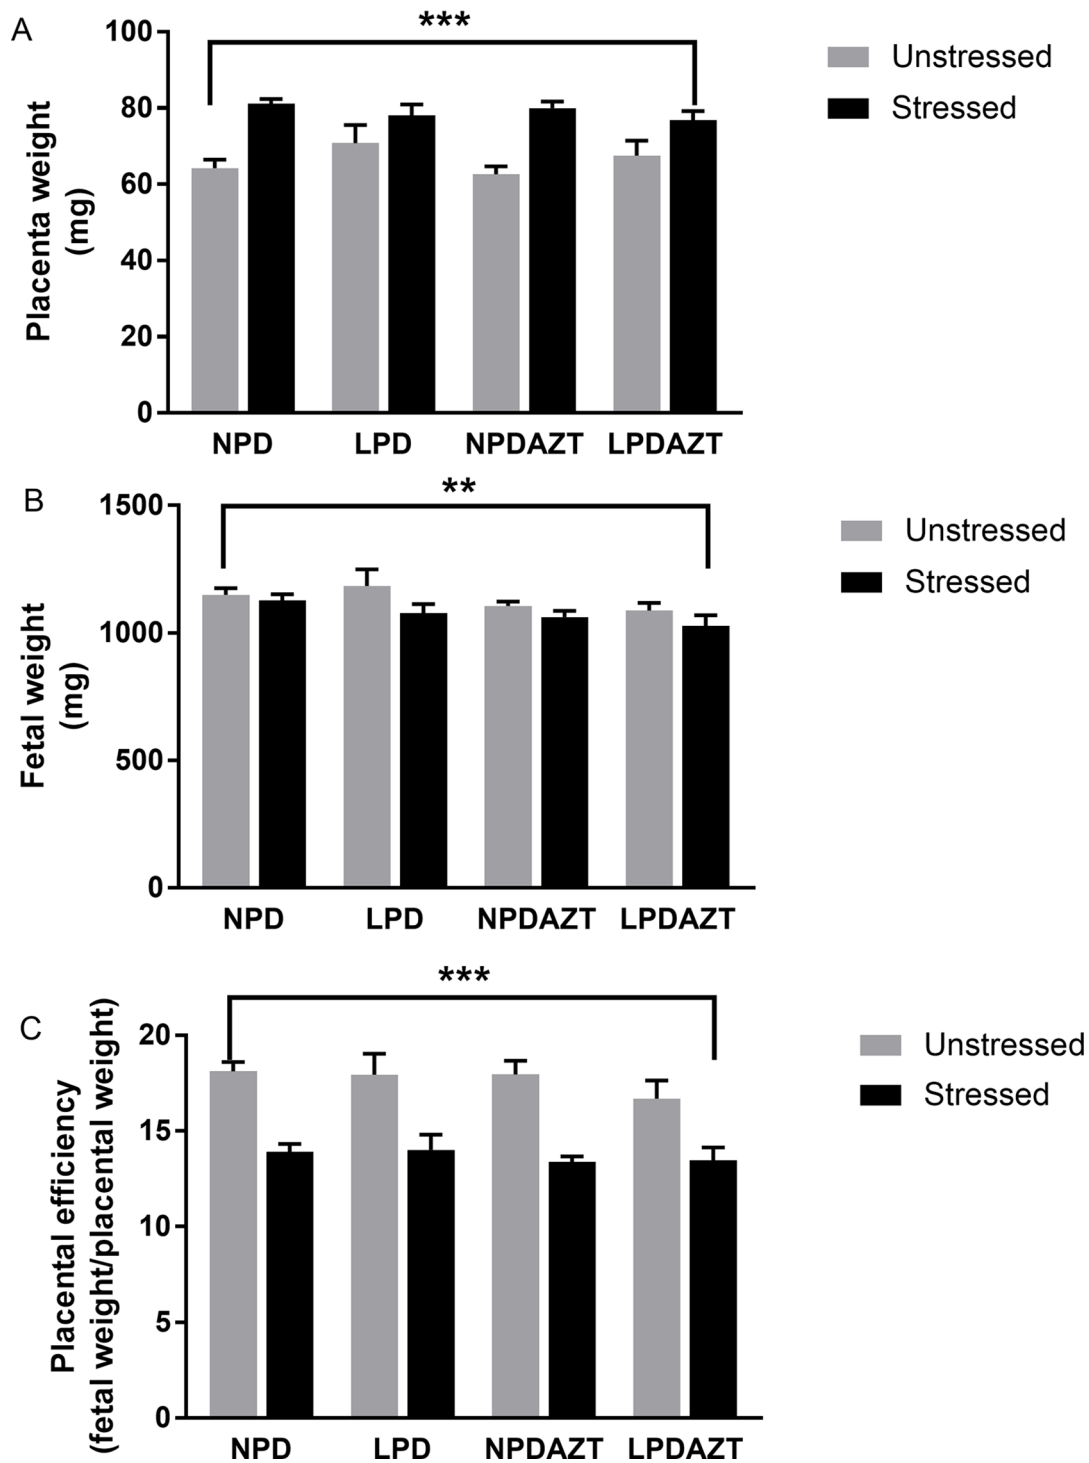 A
***
100
80
60
40
20
0
Placenta weight
(mg)
NPD LPD NPDAZT LPDAZT
Unstressed
Stressed
B
**
1500
1000
500
0
Fetal weight
(mg)
NPD LPD NPDAZT LPDAZT
Unstressed
Stressed
C
***
20
15
10
5
0
Placental efficiency
(fetal weight/placental weight)
NPD LPD NPDAZT LPDAZT
Unstressed
Stressed